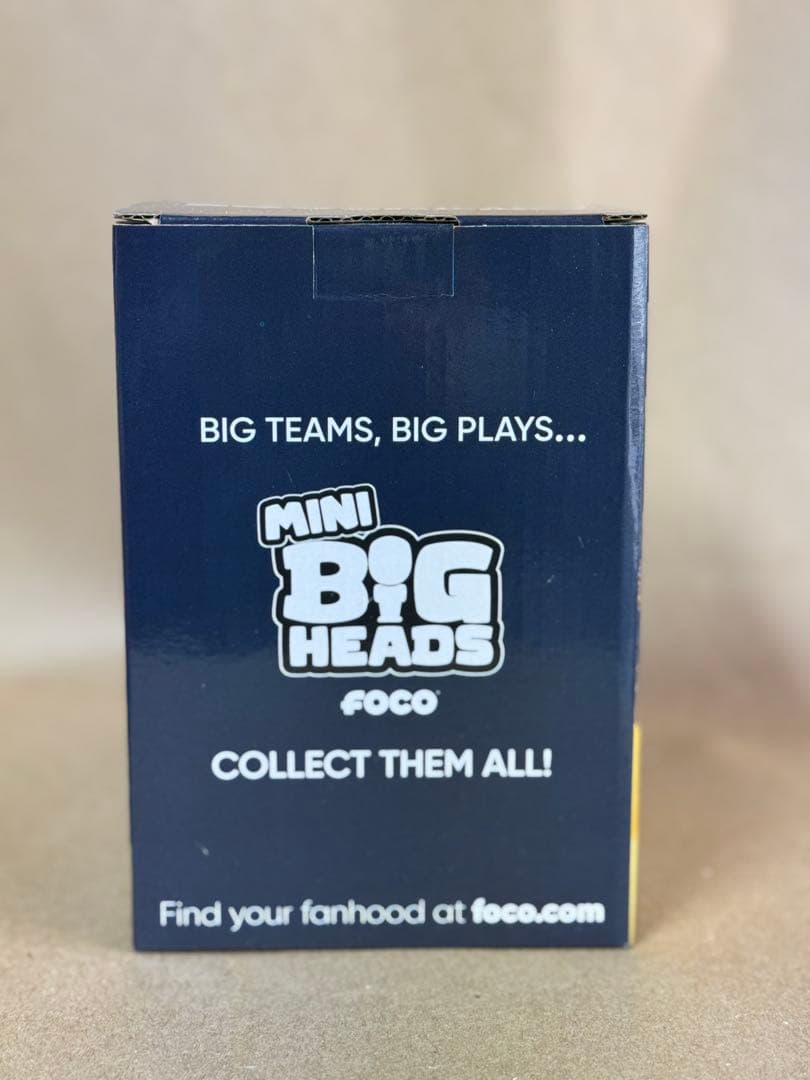 BIG TEAMS, BIG PLAYS...
MINI
BIG
HEADS
FOCO
COLLECT THEM ALL!
Find your fanhood at foco.com